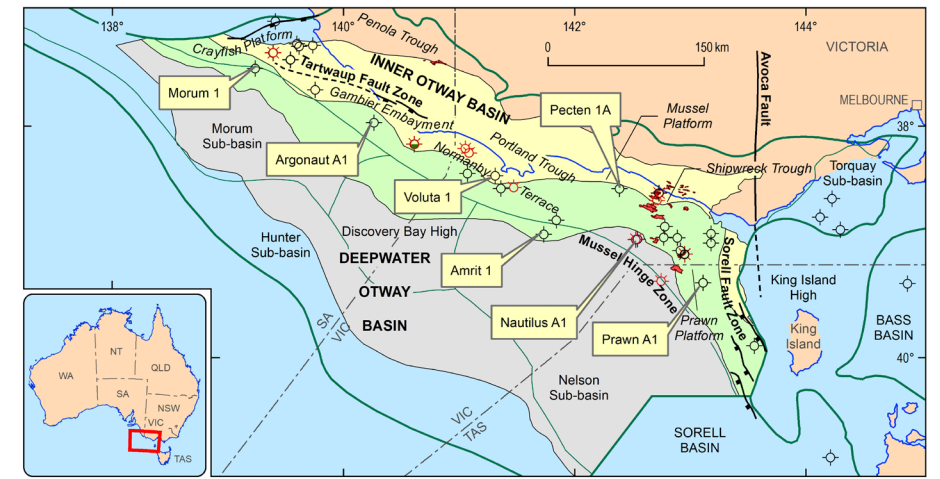 138°
140°
142°
144°
Penola Trough
Crayfish Platform
0
150 km
VICTORIA
Avoca Fault
INNER OTWAY BASIN
Tartwaup Fault Zone
Morum 1
Gambier Embayment
Pecten 1A
Mussel
Platform
MELBOURNE
38°
Morum
Sub-basin
Argonaut A1
Normanby Terrace
Portland Trough
Shipwreck Trough
Torquay
Sub-basin
Voluta 1
Hunter
Sub-basin
Discovery Bay High
DEEPWATER
OTWAY
BASIN
Amrit 1
Mussel Hinge Zone
Sorell Fault Zone
King Island
High
Nautilus A1
Prawn
Platform
Prawn A1
King
Island
BASS
BASIN
SA
VIC
40°
Nelson
Sub-basin
VIC
TAS
SORELL
BASIN
NT
QLD
WA
SA
NSW
VIC
TAS